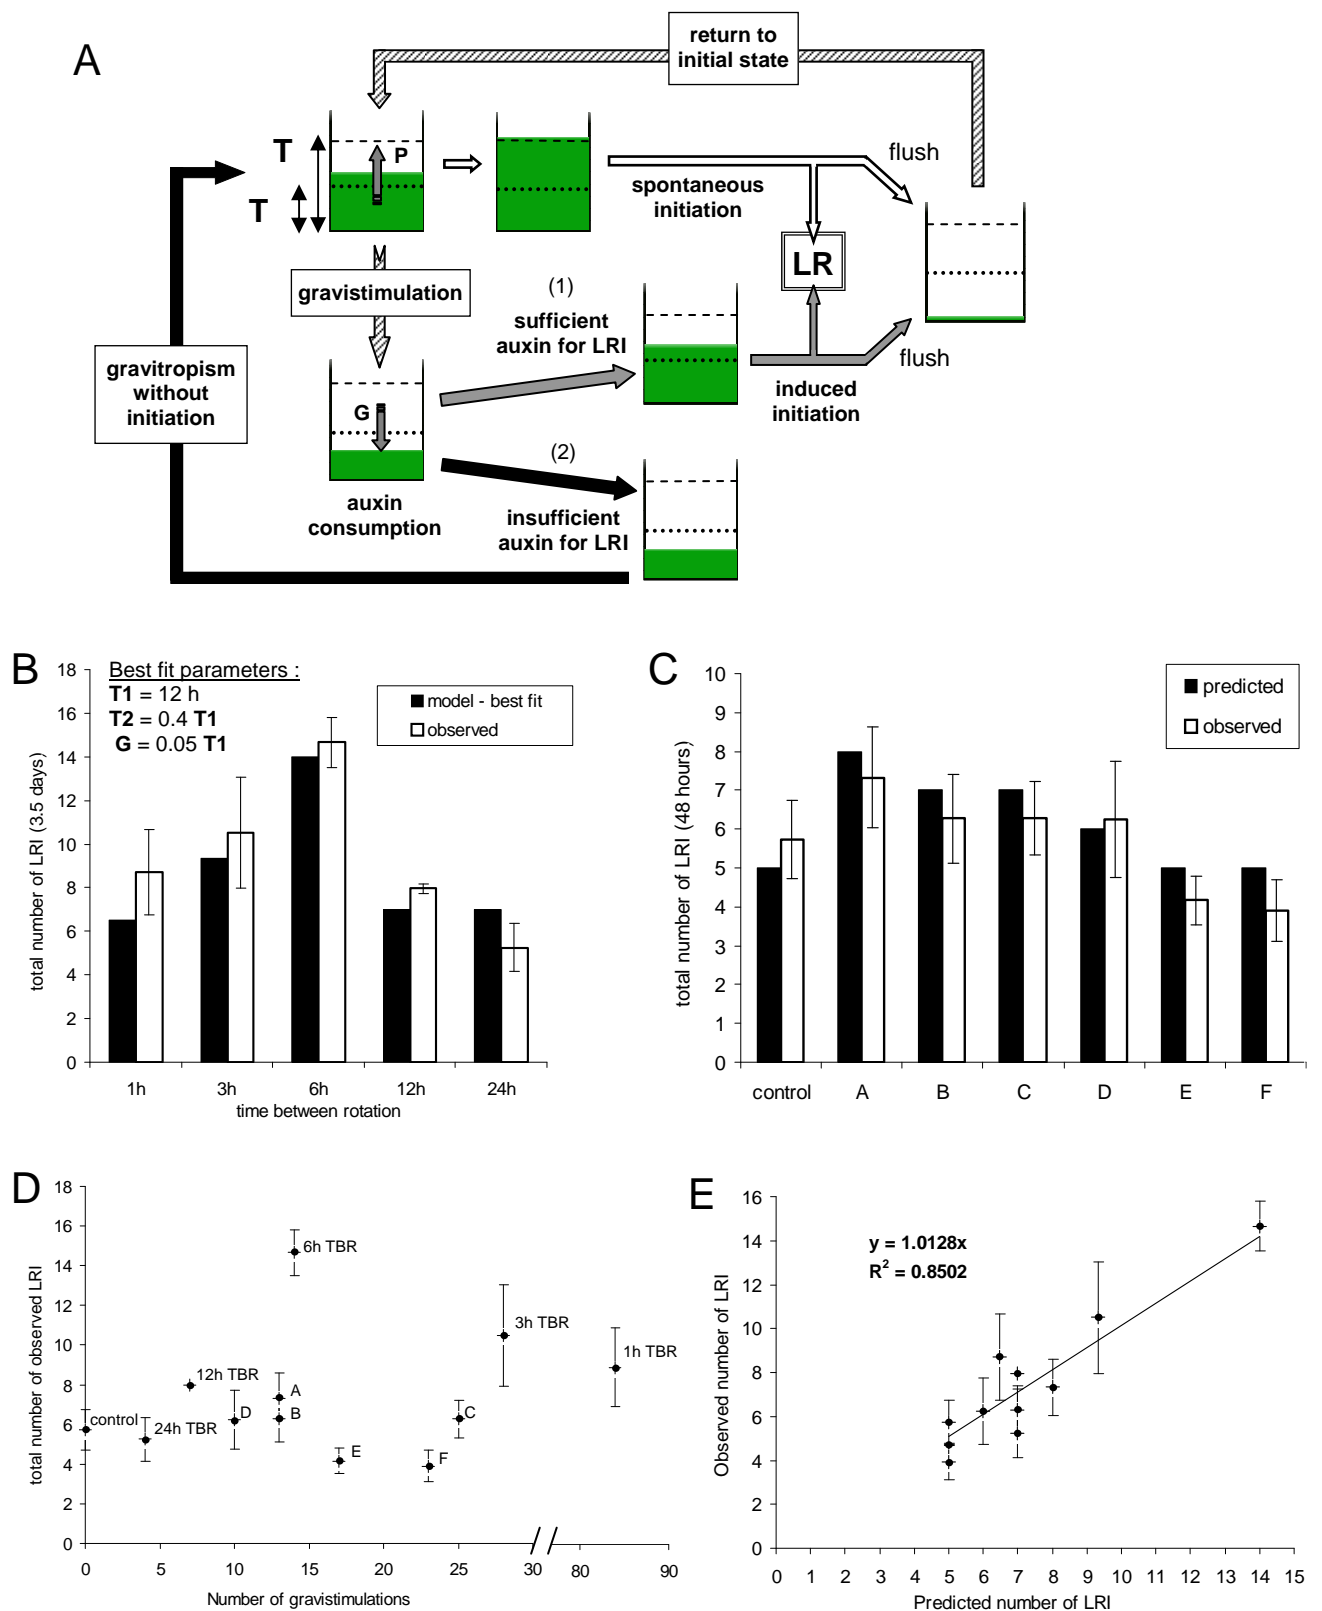 A
return to
initial state
T
P
T
flush
spontaneous
initiation
LR
gravistimulation
(1)
sufficient
auxin for LRI
gravitropism
without
initiation
G
flush
induced
initiation
(2)
auxin
consumption
insufficient
auxin for LRI
B
Best fit parameters :
T1 = 12 h
T2 = 0.4 T1
G = 0.05 T1
model - best fit
observed
total number of LRI (3.5 days)
18
16
14
12
10
8
6
4
2
0
1h 3h 6h 12h 24h
time between rotation
C
predicted
observed
total number of LRI (48 hours)
10
9
8
7
6
5
4
3
2
1
0
control A B C D E F
D
total number of observed LRI
18
16
14
12
10
8
6
4
2
0
6h TBR
3h TBR
1h TBR
12h TBR
A
control
D
B
C
24h TBR
E
F
0 5 10 15 20 25 30 80 90
Number of gravistimulations
E
y = 1.0128x
R² = 0.8502
Observed number of LRI
16
14
12
10
8
6
4
2
0
0 1 2 3 4 5 6 7 8 9 10 11 12 13 14 15
Predicted number of LRI